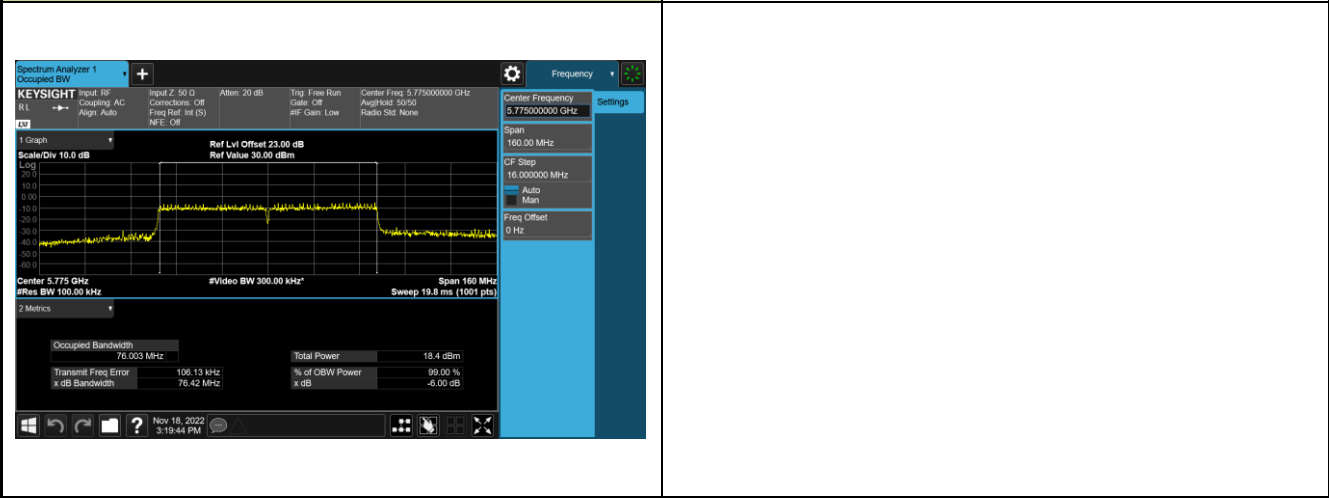 Spectrum Analyzer 1
Occupied BW
Frequency
KEYSIGHT
RL
LXI
Input: RF
Coupling: AC
Align: Auto
Input Z: 50 Ω
Corrections: Off
Freq Ref: Int (S)
NFE: Off
Atten: 20 dB
Trig: Free Run
Gate: Off
#IF Gain: Low
Center Freq: 5.775000000 GHz
Avg|Hold: 50/50
Radio Std: None
Center Frequency
5.775000000 GHz
Settings
Span
160.00 MHz
CF Step
16.000000 MHz
Auto
Man
Freq Offset
0 Hz
1 Graph
Scale/Div 10.0 dB
Ref Lvl Offset 23.00 dB
Ref Value 30.00 dBm
Log
20.0
10.0
0.00
-10.0
-20.0
-30.0
-40.0
-50.0
-60.0
Center 5.775 GHz
#Video BW 300.00 kHz*
Span 160 MHz
#Res BW 100.00 kHz
Sweep 19.8 ms (1001 pts)
2 Metrics
Occupied Bandwidth
76.003 MHz
Total Power 18.4 dBm
Transmit Freq Error 106.13 kHz
% of OBW Power 99.00 %
x dB Bandwidth 76.42 MHz
x dB -6.00 dB
?
Nov 18, 2022
3:19:44 PM